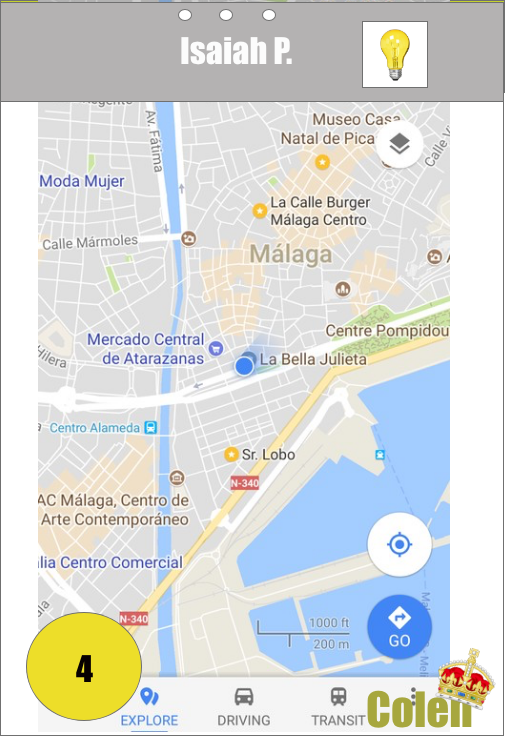 Isaiah P.
Av. Fátima
Museo Casa
Natal de Pica
Calle V
Moda Mujer
La Calle Burger
Málaga Centro
Calle Mármoles
Málaga
Centre Pompidou
Mercado Central
de Atarazanas
La Bella Julieta
Hilera
Centro Alameda
Sr. Lobo
N-340
AC Málaga, Centro de
Arte Contemporáneo
lia Centro Comercial
N-340
1000 ft
200 m
GO
4
EXPLORE
DRIVING
TRANSIT
Colen